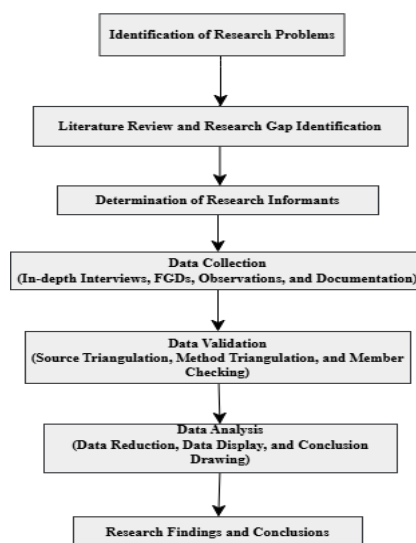 Identification of Research Problems
Literature Review and Research Gap Identification
Determination of Research Informants
Data Collection
(In-depth Interviews, FGDs, Observations, and Documentation)
Data Validation
(Source Triangulation, Method Triangulation, and Member
Checking)
Data Analysis
(Data Reduction, Data Display, and Conclusion
Drawing)
Research Findings and Conclusions